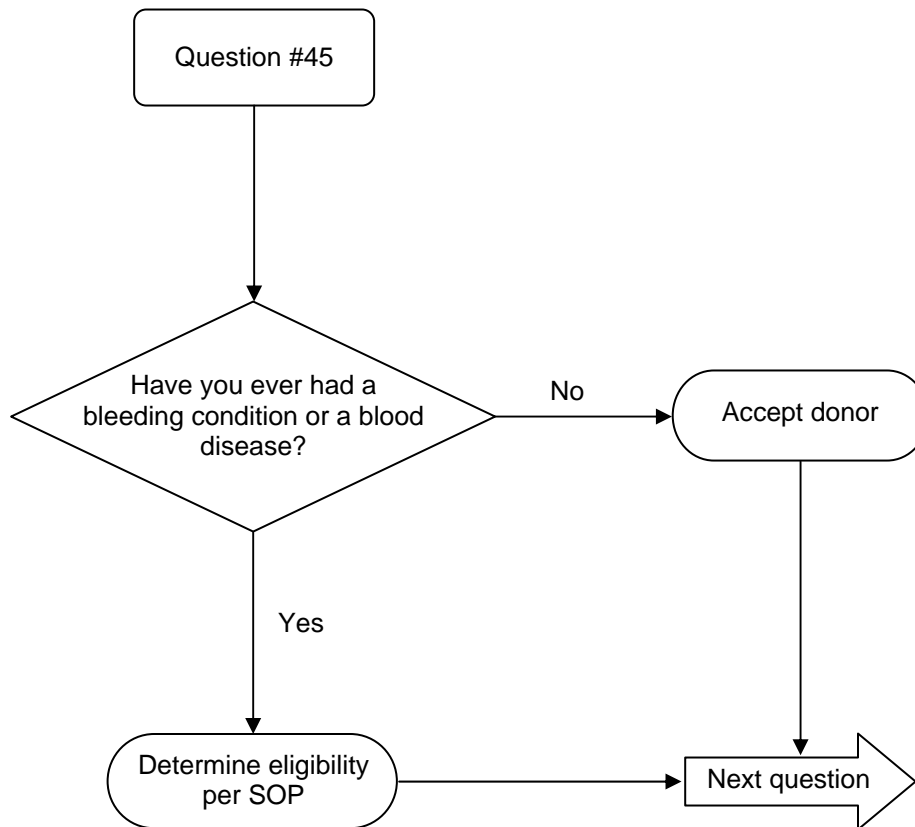 Question #45
Have you ever had a
bleeding condition or a blood
disease?
No
Accept donor
Yes
Determine eligibility
per SOP
Next question